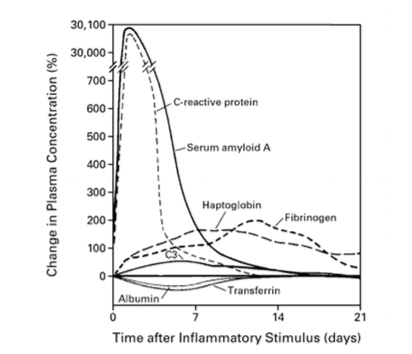 30,100
30,000
700
600
500
400
300
200
100
0
Change in Plasma Concentration (%)
C-reactive protein
Serum amyloid A
Haptoglobin
Fibrinogen
C3
Albumin
Transferrin
0
7
14
21
Time after Inflammatory Stimulus (days)